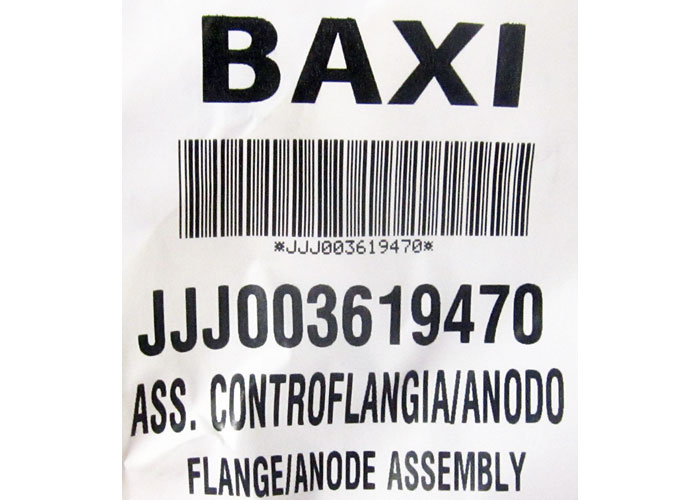 BAXI
*JJJ003619470*
JJJ003619470
ASS. CONTROFLANGIA/ANODO
FLANGE/ANODE ASSEMBLY